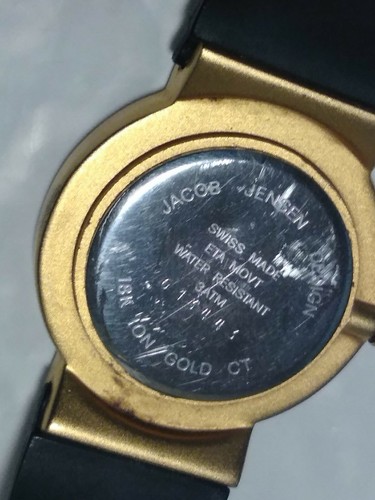 JACOB JENSEN DESIGN
SWISS MADE
ETA MOVT
WATER RESISTANT
3ATM
18K ION GOLD CT